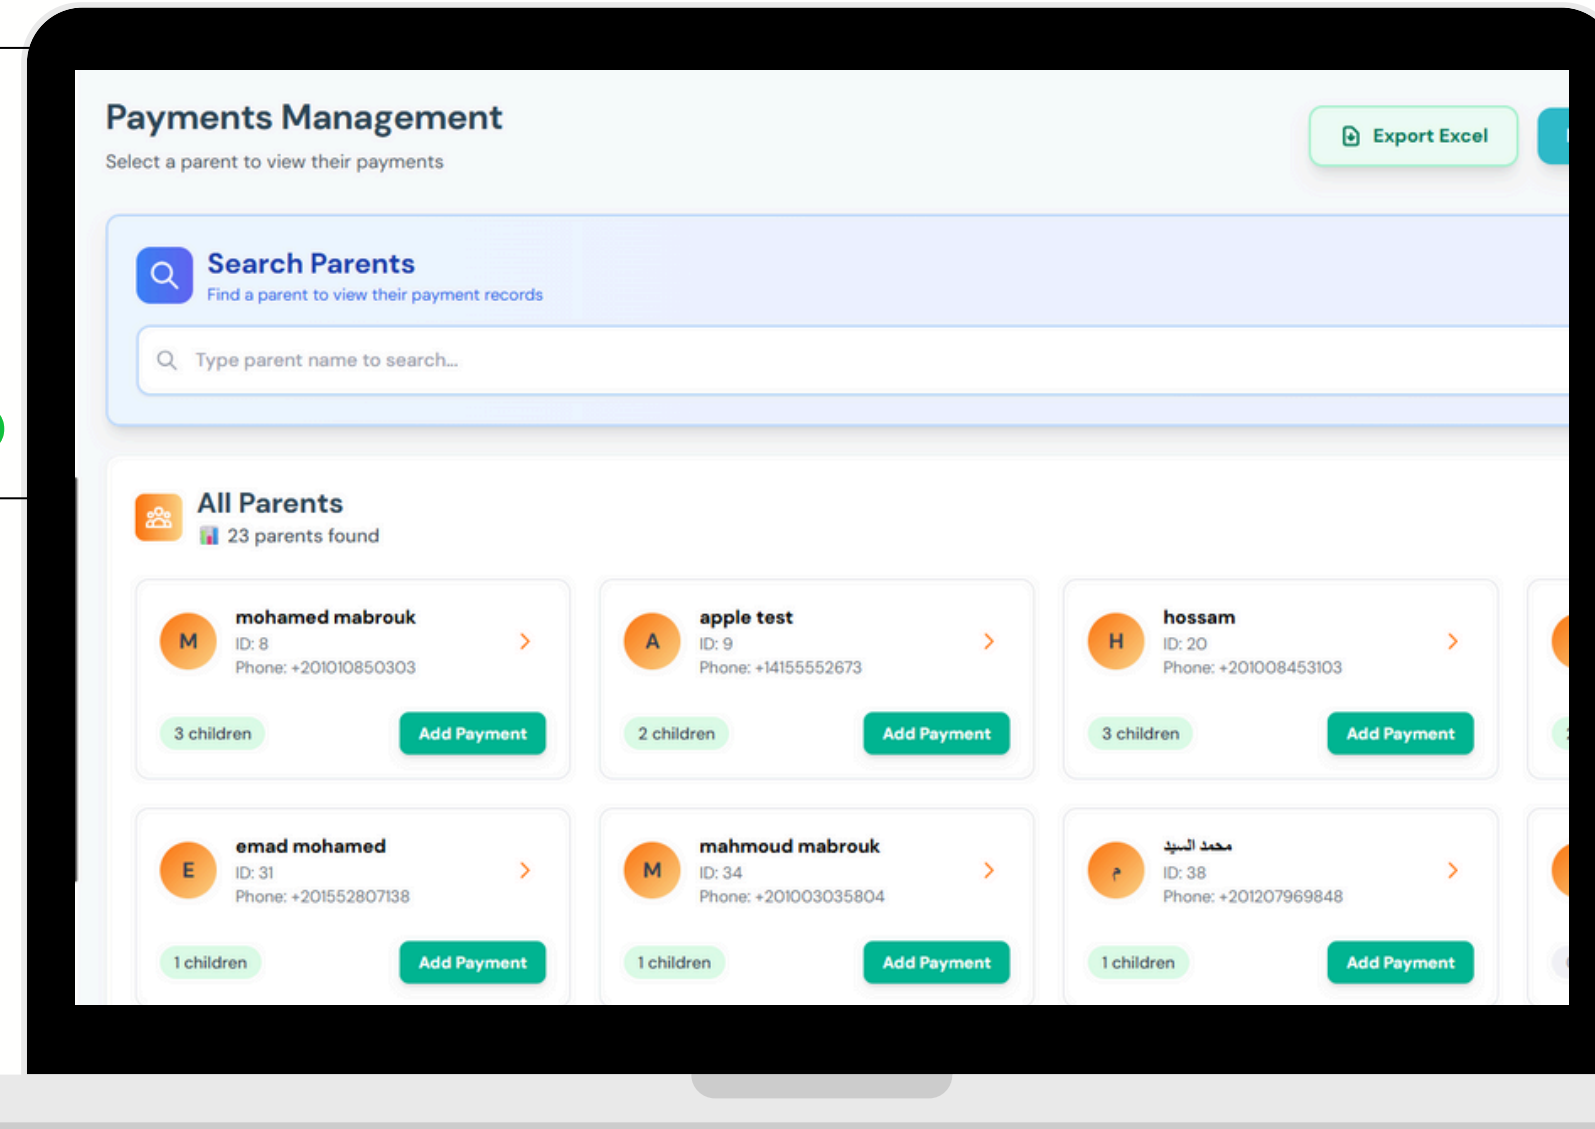 Payments Management
Select a parent to view their payments
Export Excel
Search Parents
Find a parent to view their payment records
Type parent name to search...
All Parents
23 parents found
M
mohamed mabrouk
ID: 8
Phone: +201010850303
3 children
Add Payment
A
apple test
ID: 9
Phone: +14155552673
2 children
Add Payment
H
hossam
ID: 20
Phone: +201008453103
3 children
Add Payment
E
emad mohamed
ID: 31
Phone: +201552807138
1 children
Add Payment
M
mahmoud mabrouk
ID: 34
Phone: +201003035804
1 children
Add Payment
م
محمد السيد
ID: 38
Phone: +201207969848
1 children
Add Payment